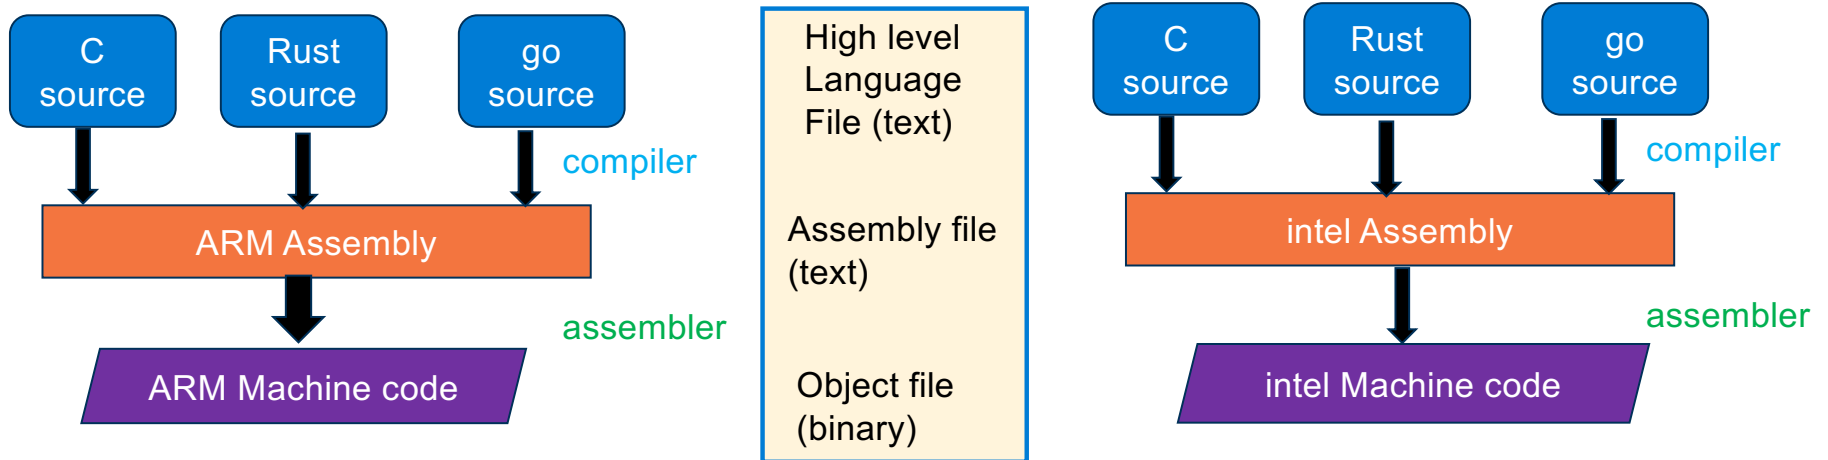 C
source
Rust
source
go
source
compiler
ARM Assembly
assembler
ARM Machine code
High level
Language
File (text)
Assembly file
(text)
Object file
(binary)
C
source
Rust
source
go
source
compiler
intel Assembly
assembler
intel Machine code